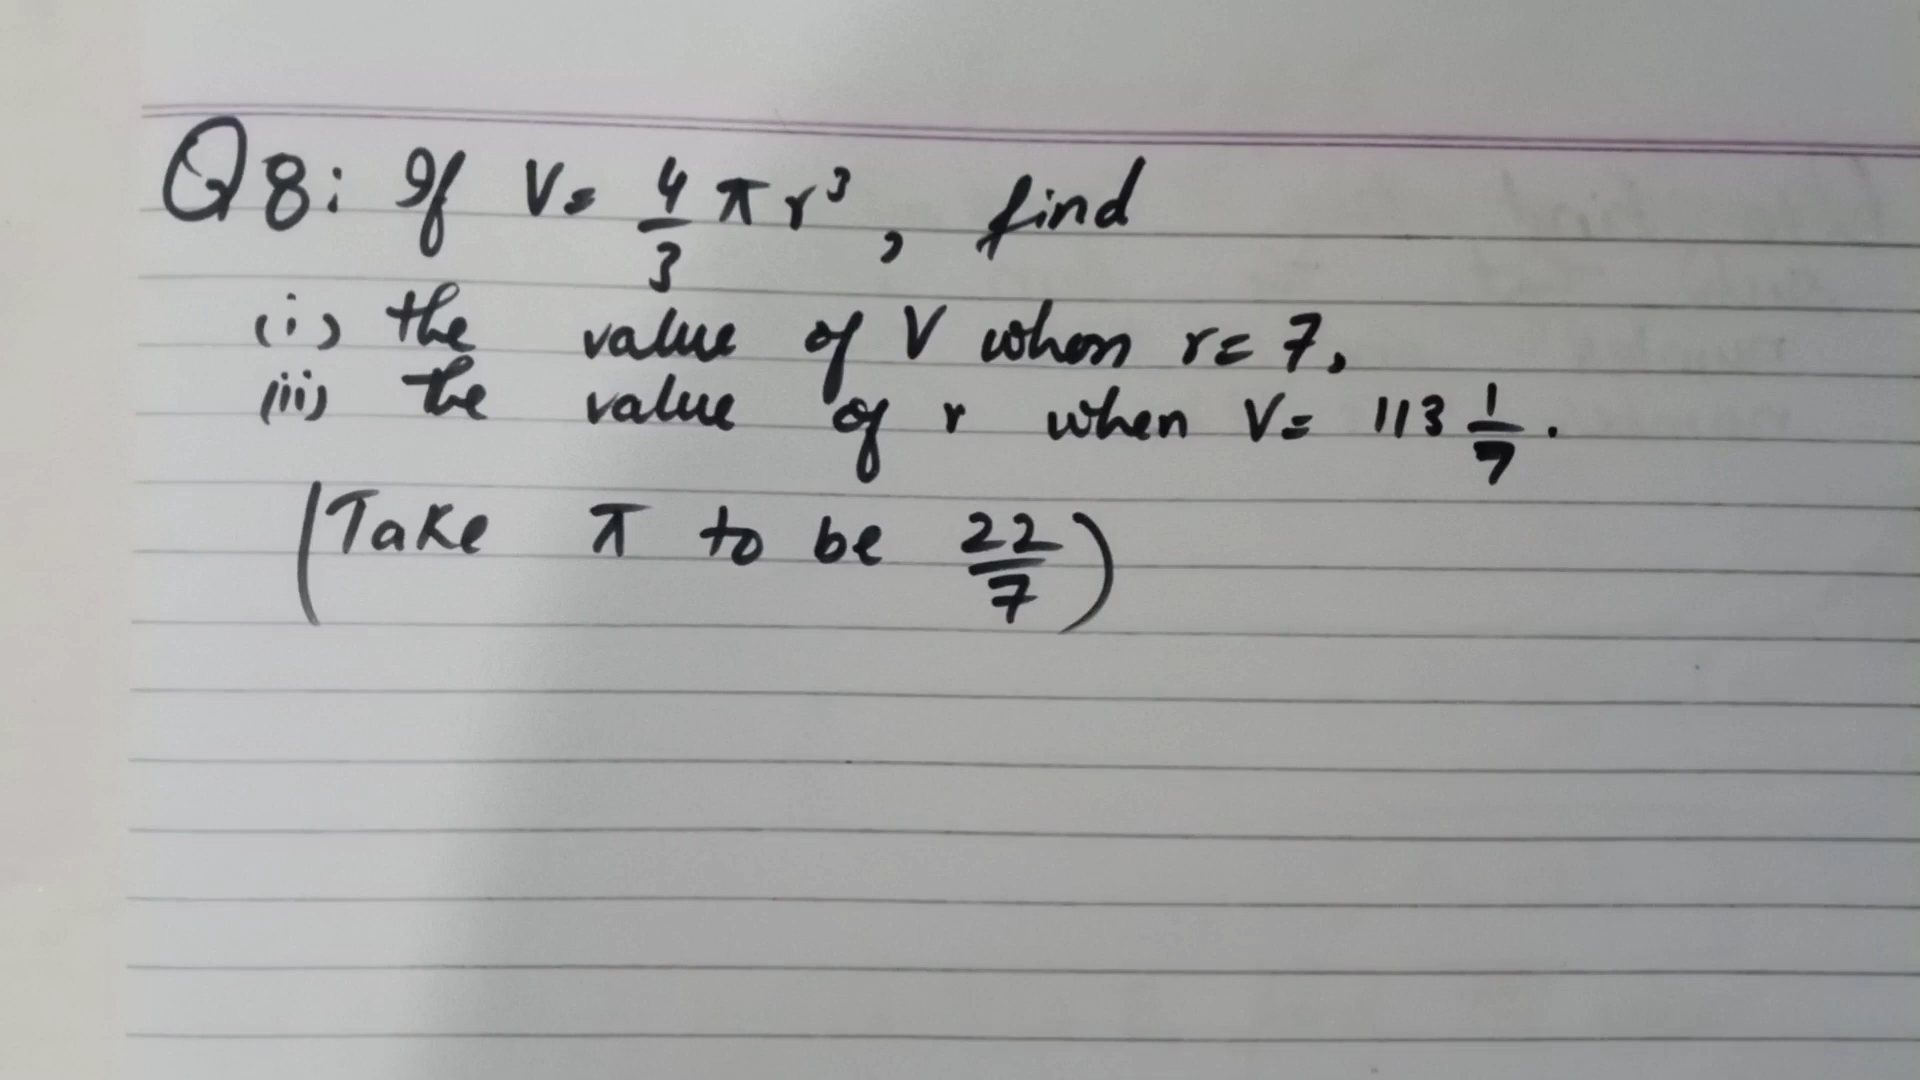 Q8: If V= 4/3 π r³, find
(i) the value of V when r= 7,
(ii) the value of r when V= 113 1/7.
(Take π to be 22/7)